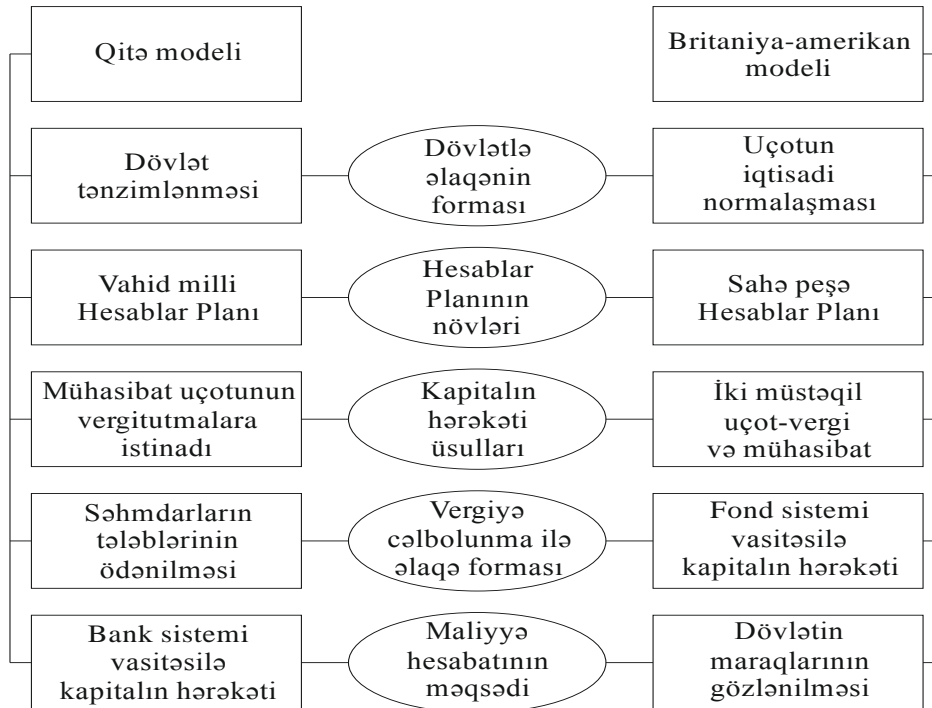 Qitə modeli
Britaniya-amerikan
modeli
Dövlət
tənzimlənməsi
Dövlətlə
əlaqənin
forması
Uçotun
iqtisadi
normalaşması
Vahid milli
Hesablar Planı
Hesablar
Planının
növləri
Sahə peşə
Hesablar Planı
Mühasibat uçotunun
vergitutmalara
istinadı
Kapitalın
hərəkəti
üsulları
İki müstəqil
uçot-vergi
və mühasibat
Səhmdarların
tələblərinin
ödənilməsi
Vergiyə
cəlbolunma ilə
əlaqə forması
Fond sistemi
vasitəsilə
kapitalın hərəkəti
Bank sistemi
vasitəsilə
kapitalın hərəkəti
Maliyyə
hesabatının
məqsədi
Dövlətin
maraqlarının
gözlənilməsi